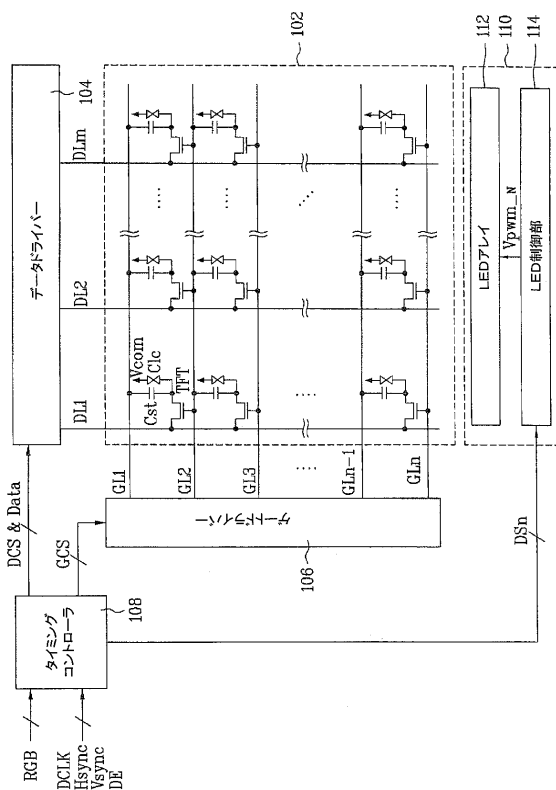 RGB
DCLK
Hsync
Vsync
DE
タイミング
コントローラ
108
DCS & Data
GCS
データドライバー
104
DL1
DL2
DLm
102
Vcom
Clc
Cst
TFT
GL1
GL2
GL3
GLn-1
GLn
ゲートドライバー
106
DSn
LEDアレイ
112
110
Vpwm_N
LED制御部
114